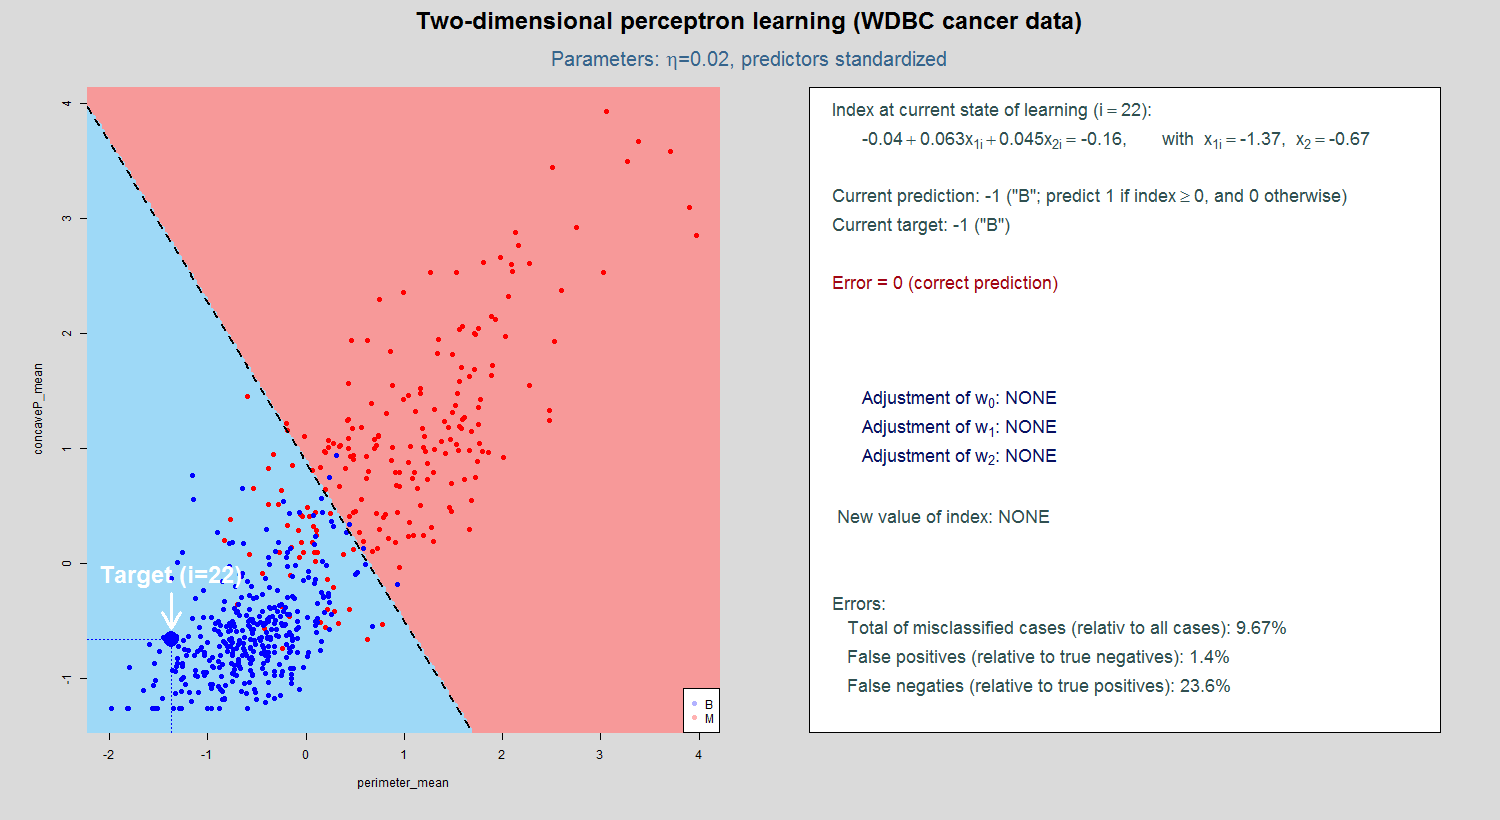 Two-dimensional perceptron learning (WDBC cancer data)
Parameters: η=0.02, predictors standardized
Index at current state of learning (i = 22):
-0.04 + 0.063x1i + 0.045x2i = -0.16, with x1i = -1.37, x2 = -0.67
Current prediction: -1 ("B"; predict 1 if index ≥ 0, and 0 otherwise)
Current target: -1 ("B")
Error = 0 (correct prediction)
Adjustment of w0: NONE
Adjustment of w1: NONE
Adjustment of w2: NONE
New value of index: NONE
Errors:
Total of misclassified cases (relativ to all cases): 9.67%
False positives (relative to true negatives): 1.4%
False negaties (relative to true positives): 23.6%
Target (i=22)
concaveP_mean
4
3
2
1
0
-1
-2 -1 0 1 2 3 4
perimeter_mean
B
M